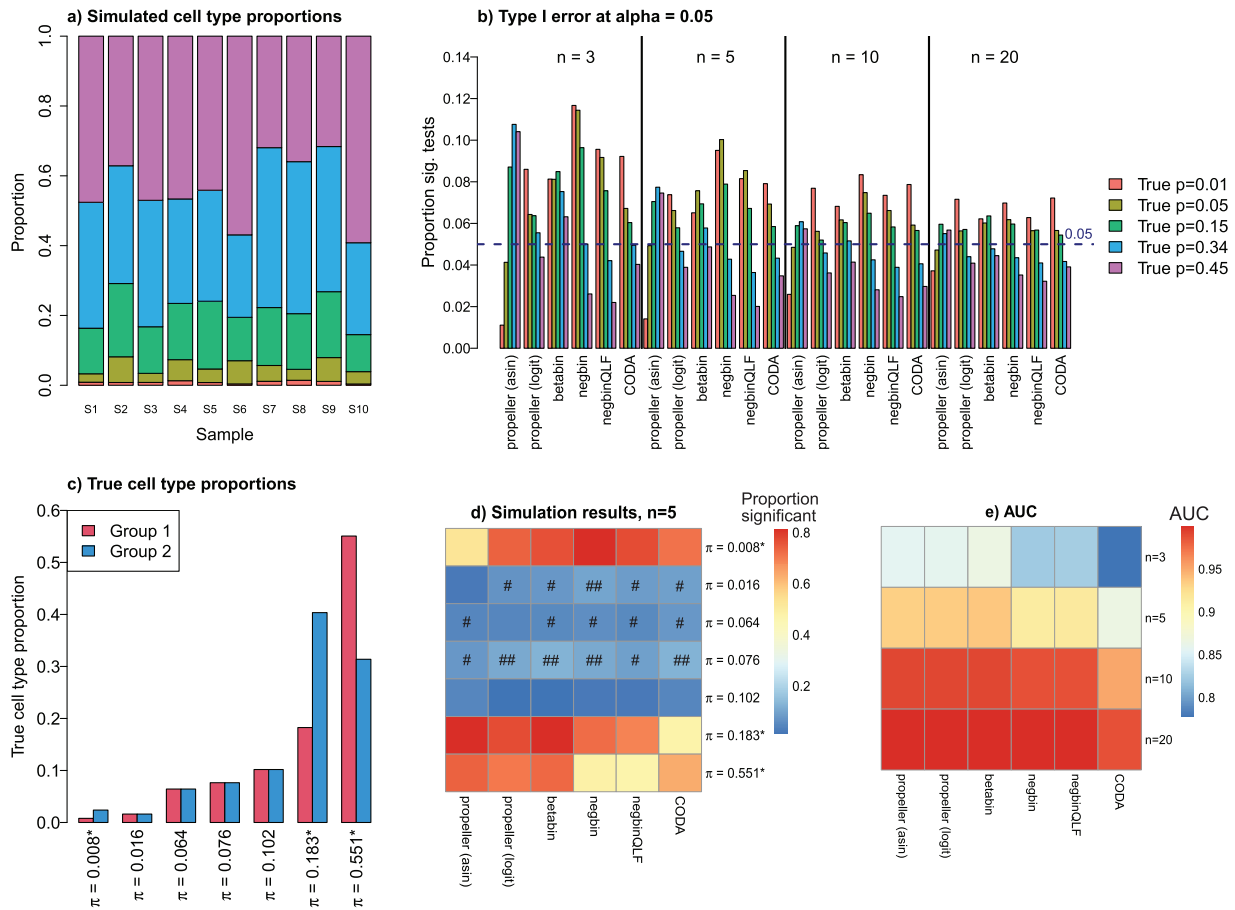 a) Simulated cell type proportions
Proportion
1.0
0.8
0.6
0.4
0.2
0.0
S1 S2 S3 S4 S5 S6 S7 S8 S9 S10
Sample
b) Type I error at alpha = 0.05
Proportion sig. tests
0.14
0.12
0.10
0.08
0.06
0.04
0.02
0.00
n = 3 n = 5 n = 10 n = 20
0.05
propeller (asin) propeller (logit) betabin negbin negbinQLF CODA propeller (asin) propeller (logit) betabin negbin negbinQLF CODA propeller (asin) propeller (logit) betabin negbin negbinQLF CODA propeller (asin) propeller (logit) betabin negbin negbinQLF CODA
True p=0.01
True p=0.05
True p=0.15
True p=0.34
True p=0.45
c) True cell type proportions
True cell type proportion
0.6
0.5
0.4
0.3
0.2
0.1
0.0
Group 1
Group 2
π = 0.008* π = 0.016 π = 0.064 π = 0.076 π = 0.102 π = 0.183* π = 0.551*
d) Simulation results, n=5
π = 0.008*
# # ## # # π = 0.016
# # # # # π = 0.064
# ## ## ## # ## π = 0.076
π = 0.102
π = 0.183*
π = 0.551*
propeller (asin) propeller (logit) betabin negbin negbinQLF CODA
Proportion
significant
0.8
0.6
0.4
0.2
e) AUC
n=3
n=5
n=10
n=20
propeller (asin) propeller (logit) betabin negbin negbinQLF CODA
AUC
0.95
0.9
0.85
0.8